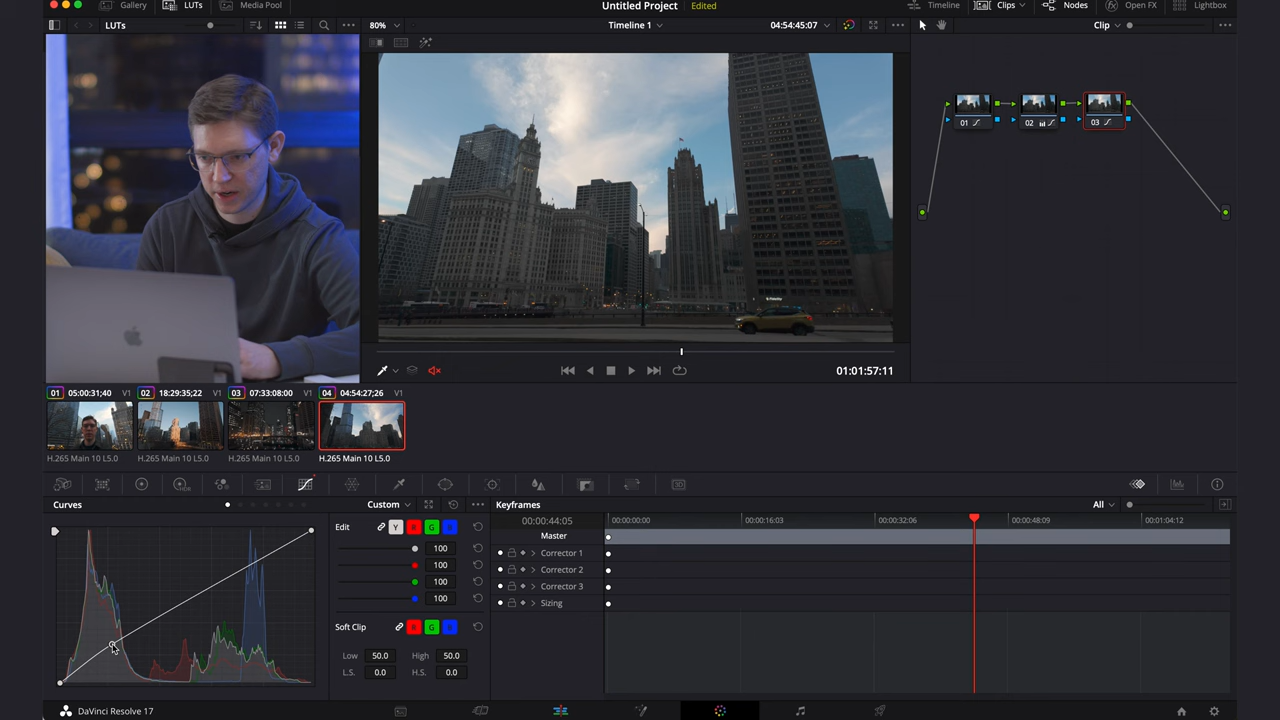 Gallery LUTs Media Pool Untitled Project Edited Timeline Clips Nodes Open FX Lightbox
LUTs 80% Timeline 1 04:54:45:07 Clip
01 02 03
01:01:57:11
01 05:00:31;40 V1 02 18:29:35;22 V1 03 07:33:08:00 V1 04 04:54:27;26 V1
H.265 Main 10 L5.0 H.265 Main 10 L5.0 H.265 Main 10 L5.0 H.265 Main 10 L5.0
Curves Custom Keyframes All
00:00:44:05 00:00:00:00 00:00:16:03 00:00:32:06 00:00:48:09 00:01:04:12
Edit Y R G B
Master
100
Corrector 1
100
Corrector 2
100
Corrector 3
100
Sizing
Soft Clip R G B
Low 50.0 High 50.0
L.S. 0.0 H.S. 0.0
DaVinci Resolve 17